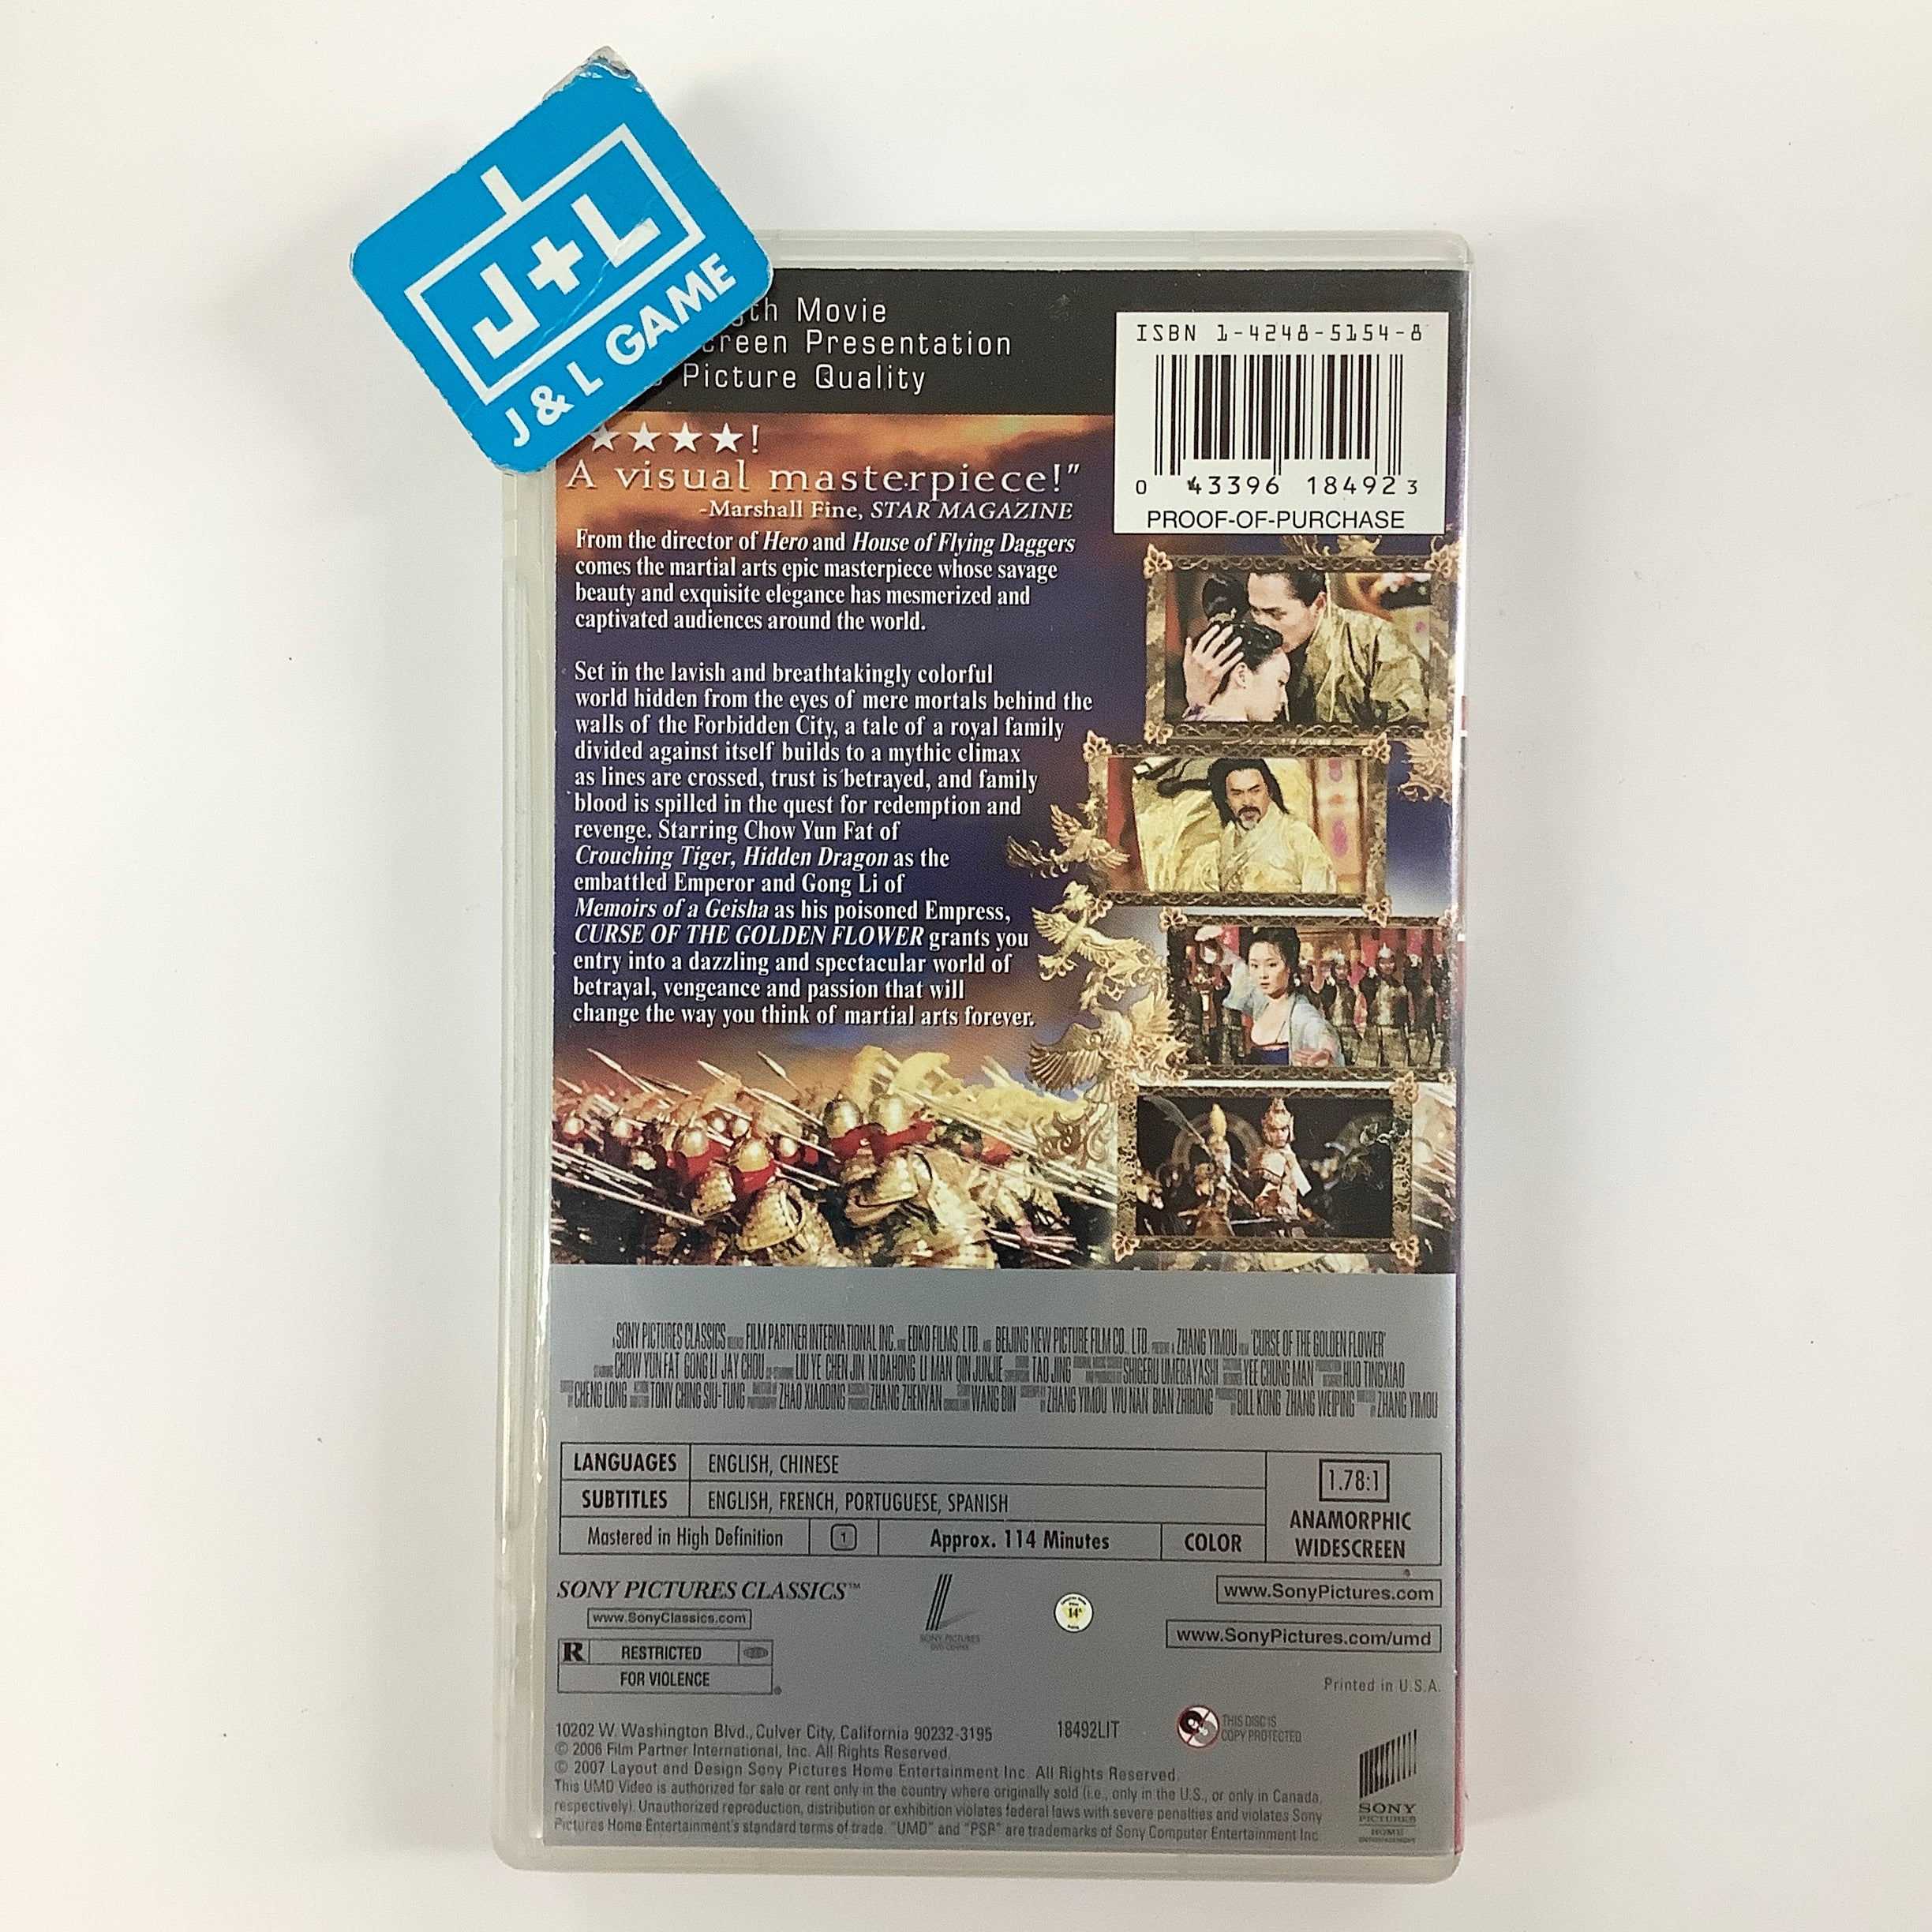 J+L
J & L GAME
Movie
Presentation
Picture Quality
ISBN 1-4248-5154-8
0 43396 18492 3
PROOF-OF-PURCHASE
★★★★!
A visual masterpiece!"
-Marshall Fine, STAR MAGAZINE
From the director of Hero and House of Flying Daggers
comes the martial arts epic masterpiece whose savage
beauty and exquisite elegance has mesmerized and
captivated audiences around the world.
Set in the lavish and breathtakingly colorful
world hidden from the eyes of mere mortals behind the
walls of the Forbidden City, a tale of a royal family
divided against itself builds to a mythic climax
as lines are crossed, trust is betrayed, and family
blood is spilled in the quest for redemption and
revenge. Starring Chow Yun Fat of
Crouching Tiger, Hidden Dragon as the
embattled Emperor and Gong Li of
Memoirs of a Geisha as his poisoned Empress,
CURSE OF THE GOLDEN FLOWER grants you
entry into a dazzling and spectacular world of
betrayal, vengeance and passion that will
change the way you think of martial arts forever.
SONY PICTURES CLASSICS FILM PARTNER INTERNATIONAL INC. EDKO FILMS, LTD. BEIJING NEW PICTURE FILM CO., LTD. ZHANG YIMOU 'CURSE OF THE GOLDEN FLOWER'
CHOW YUN FAT GONG LI JAY CHOU LIU YE CHEN JIN NI DAHONG LI MAN QIN JUNJIE TAO JING SHIGERU UMEBAYASHI YEE CHUNG MAN HUO TINGXIAO
CHENG LONG TONY CHING SIU-TUNG ZHAO XIAODING ZHANG ZHENYAN WANG BIN ZHANG YIMOU WU NAN BIAN ZHIHONG BILL KONG ZHANG WEIPING ZHANG YIMOU
LANGUAGES ENGLISH, CHINESE
SUBTITLES ENGLISH, FRENCH, PORTUGUESE, SPANISH
Mastered in High Definition 1 Approx. 114 Minutes COLOR
1.78:1
ANAMORPHIC
WIDESCREEN
SONY PICTURES CLASSICS™
www.SonyClassics.com
R RESTRICTED
FOR VIOLENCE
SONY PICTURES
DVD CENTER
14A
www.SonyPictures.com
www.SonyPictures.com/umd
Printed in U.S.A.
10202 W. Washington Blvd., Culver City, California 90232-3195
18492LIT
THIS DISC IS
COPY PROTECTED
© 2006 Film Partner International, Inc. All Rights Reserved.
© 2007 Layout and Design Sony Pictures Home Entertainment Inc. All Rights Reserved.
This UMD Video is authorized for sale or rent only in the country where originally sold (i.e., only in the U.S., or only in Canada,
respectively). Unauthorized reproduction, distribution or exhibition violates federal laws with severe penalties and violates Sony
Pictures Home Entertainment's standard terms of trade. "UMD" and "PSP" are trademarks of Sony Computer Entertainment Inc.
SONY
PICTURES
HOME
ENTERTAINMENT